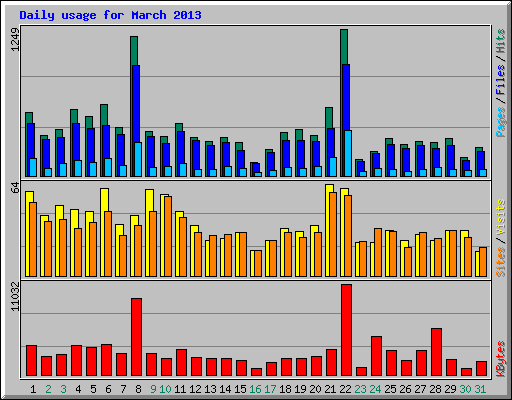 Daily usage for March 2013
1249
Pages / Files / Hits
64
Sites / Visits
11032
KBytes
1 2 3 4 5 6 7 8 9 10 11 12 13 14 15 16 17 18 19 20 21 22 23 24 25 26 27 28 29 30 31